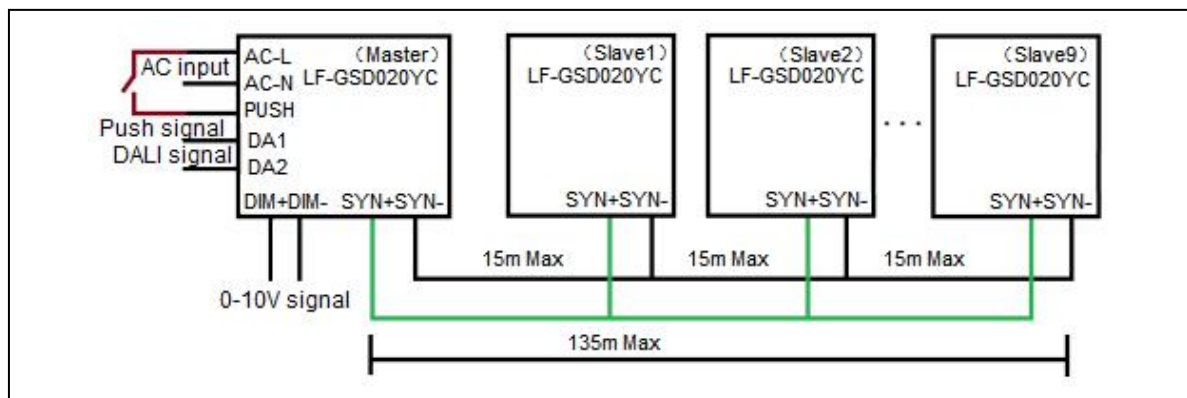 AC-L
AC input
AC-N
PUSH
Push signal
DA1
DALI signal
DA2
DIM+DIM-
SYN+SYN-
（Master）
LF-GSD020YC
（Slave1）
LF-GSD020YC
SYN+SYN-
（Slave2）
LF-GSD020YC
SYN+SYN-
...
（Slave9）
LF-GSD020YC
SYN+SYN-
15m Max
15m Max
15m Max
0-10V signal
135m Max